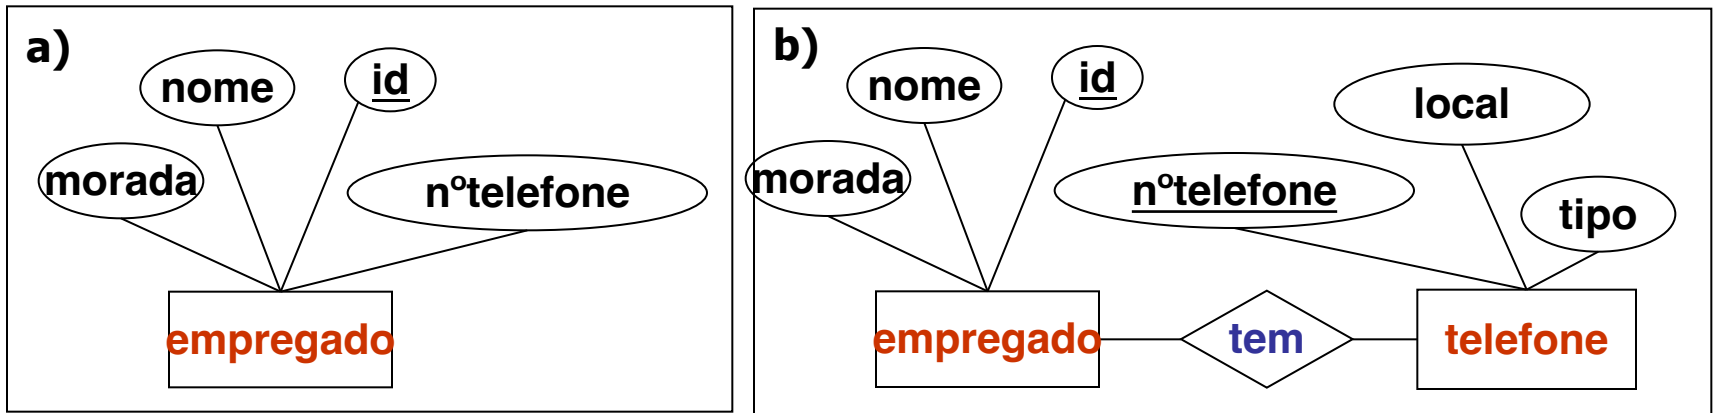 a)
nome
id
morada
nºtelefone
empregado
b)
nome
id
local
morada
nºtelefone
tipo
empregado
tem
telefone